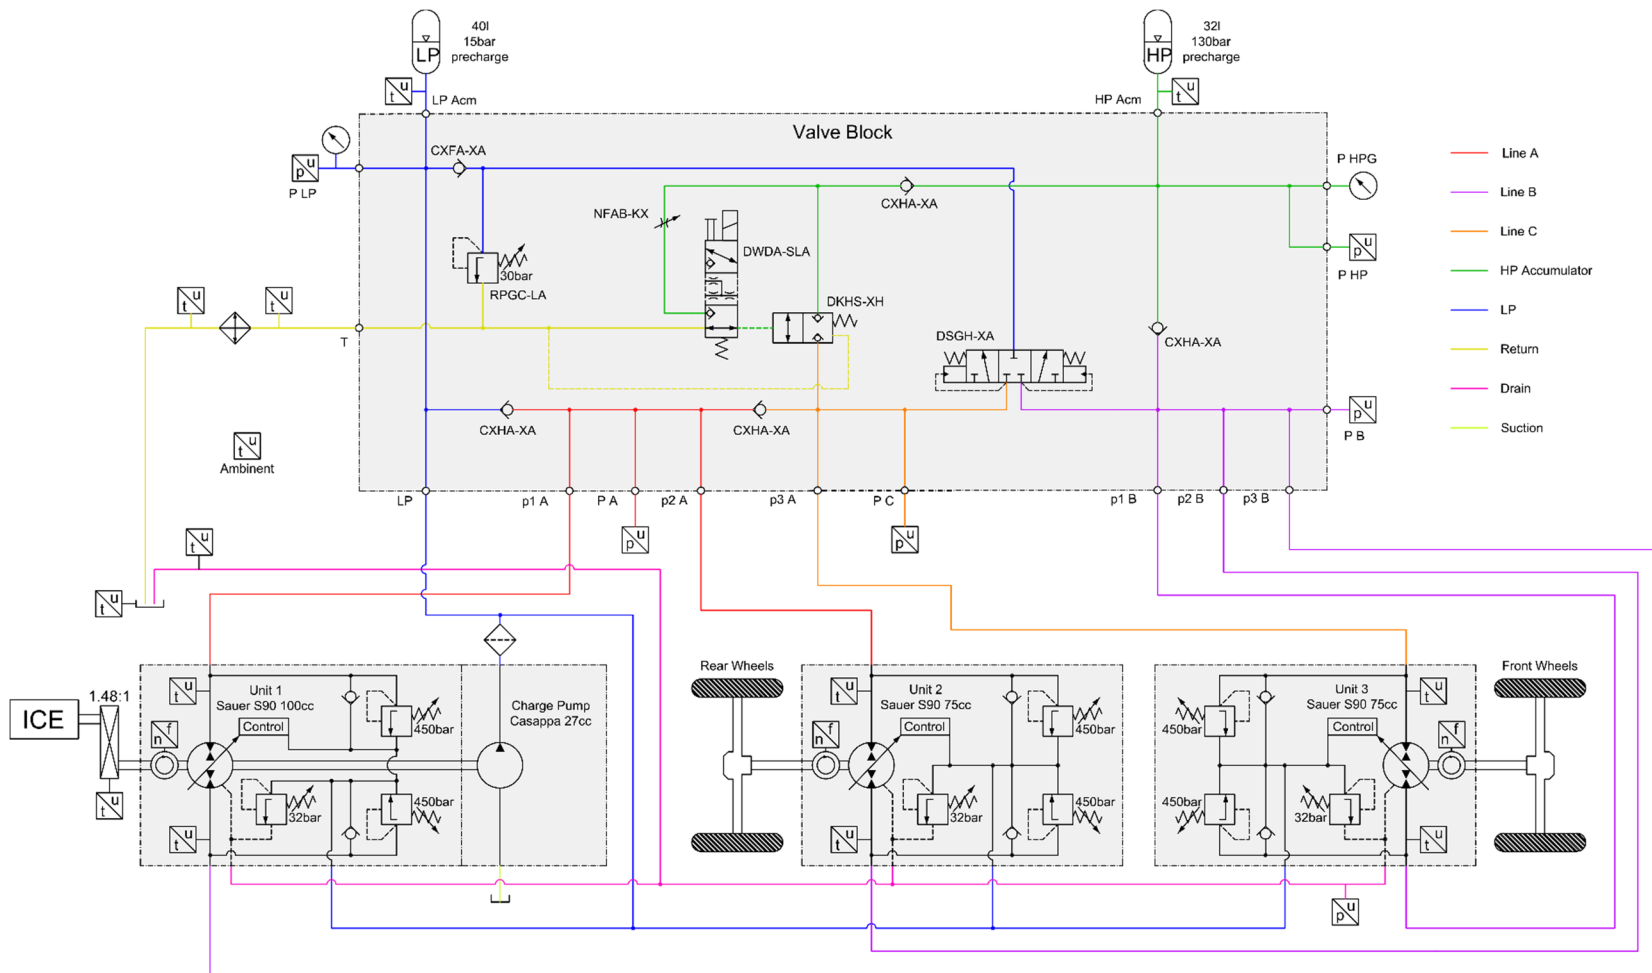 40l
15bar
precharge
LP
u
t
LP Acm
32l
130bar
precharge
HP
u
t
HP Acm
Valve Block
CXFA-XA
u
p
P LP
P HPG
CXHA-XA
NFAB-KX
DWDA-SLA
u
p
P HP
30bar
RPGC-LA
DKHS-XH
u
t
u
t
T
DSGH-XA
CXHA-XA
CXHA-XA
CXHA-XA
u
p
P B
u
t
Ambinent
LP
p1 A
P A
p2 A
p3 A
P C
p1 B
p2 B
p3 B
u
p
u
p
u
t
u
t
Line A
Line B
Line C
HP Accumulator
LP
Return
Drain
Suction
ICE
1.48:1
u
t
f
n
u
t
Unit 1
Sauer S90 100cc
Control
450bar
32bar
450bar
u
t
Charge Pump
Casappa 27cc
Rear Wheels
f
n
u
t
Unit 2
Sauer S90 75cc
Control
450bar
32bar
450bar
u
t
Unit 3
Sauer S90 75cc
Control
450bar
450bar
32bar
u
t
f
n
u
t
Front Wheels
u
p